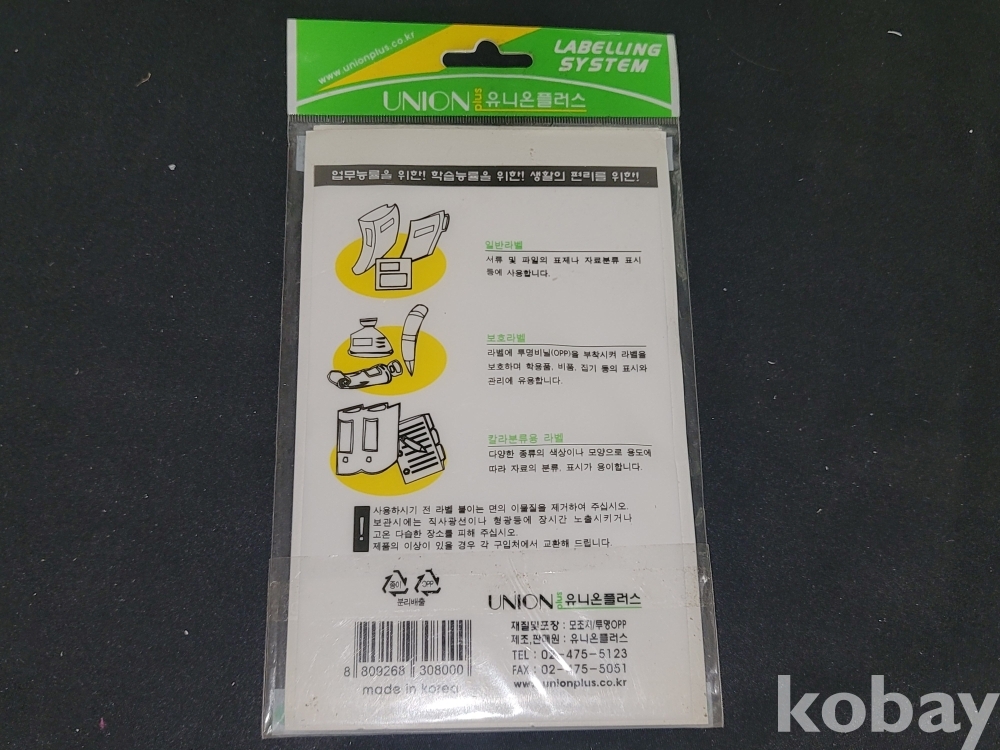 www.unionplus.co.kr
LABELLING
SYSTEM
UNION plus 유니온플러스
업무능률을 위한! 학습능률을 위한! 생활의 편리를 위한!
일반라벨
서류 및 파일의 표제나 자료분류 표시
등에 사용합니다.
보호라벨
라벨에 투명비닐(OPP)을 부착시켜 라벨을
보호하며 학용품, 비품, 집기 등의 표시와
관리에 유용합니다.
칼라분류용 라벨
다양한 종류의 색상이나 모양으로 용도에
따라 자료의 분류, 표시가 용이합니다.
! 사용하시기 전 라벨 붙이는 면의 이물질을 제거하여 주십시오.
보관시에는 직사광선이나 형광등에 장시간 노출시키거나
고온 다습한 장소를 피해 주십시오.
제품의 이상이 있을 경우 각 구입처에서 교환해 드립니다.
종이 OPP
분리배출
UNION plus 유니온플러스
재질및포장 : 모조지/투명OPP
제조,판매원 : 유니온플러스
TEL : 02-475-5123
FAX : 02-475-5051
www.unionplus.co.kr
8 809268 308000
made in korea
kobay